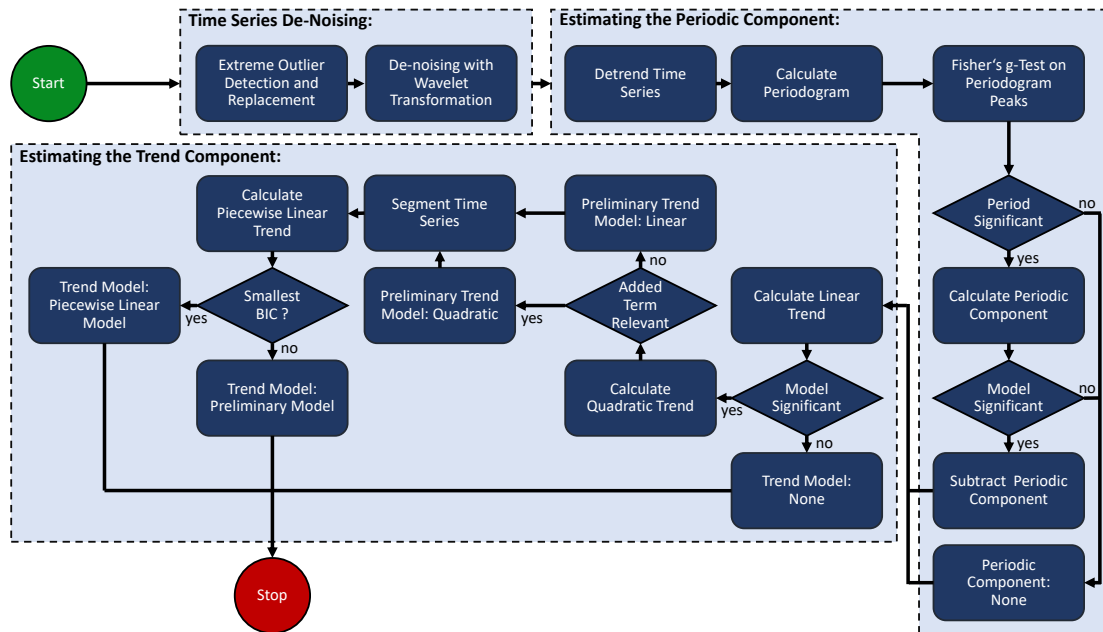 Time Series De-Noising:
Estimating the Periodic Component:
Start
Extreme Outlier
Detection and
Replacement
De-noising with
Wavelet
Transformation
Detrend Time
Series
Calculate
Periodogram
Fisher's g-Test on
Periodogram
Peaks
Period
Significant
no
yes
Calculate Periodic
Component
Model
Significant
no
yes
Subtract Periodic
Component
Periodic
Component:
None
Estimating the Trend Component:
Calculate
Piecewise Linear
Trend
Segment Time
Series
Preliminary Trend
Model: Linear
no
Trend Model:
Piecewise Linear
Model
yes
Smallest
BIC ?
no
Preliminary Trend
Model: Quadratic
yes
Added
Term
Relevant
Calculate Linear
Trend
Trend Model:
Preliminary Model
Calculate
Quadratic Trend
yes
Model
Significant
no
Trend Model:
None
Stop